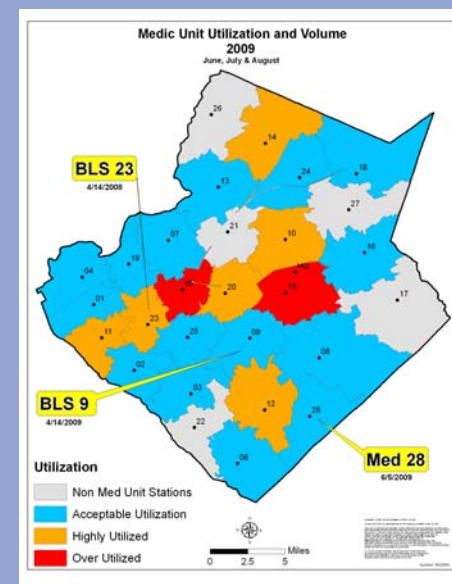 Medic Unit Utilization and Volume
2009
June, July & August
26
14
BLS 23
4/14/2008
13
24
18
27
07
21
10
16
04
19
20
15
17
01
11
23
25
09
08
02
BLS 9
4/14/2009
03
12
28
22
Med 28
6/5/2009
06
Utilization
Non Med Unit Stations
Acceptable Utilization
Highly Utilized
Over Utilized
0 2.5 5
Miles